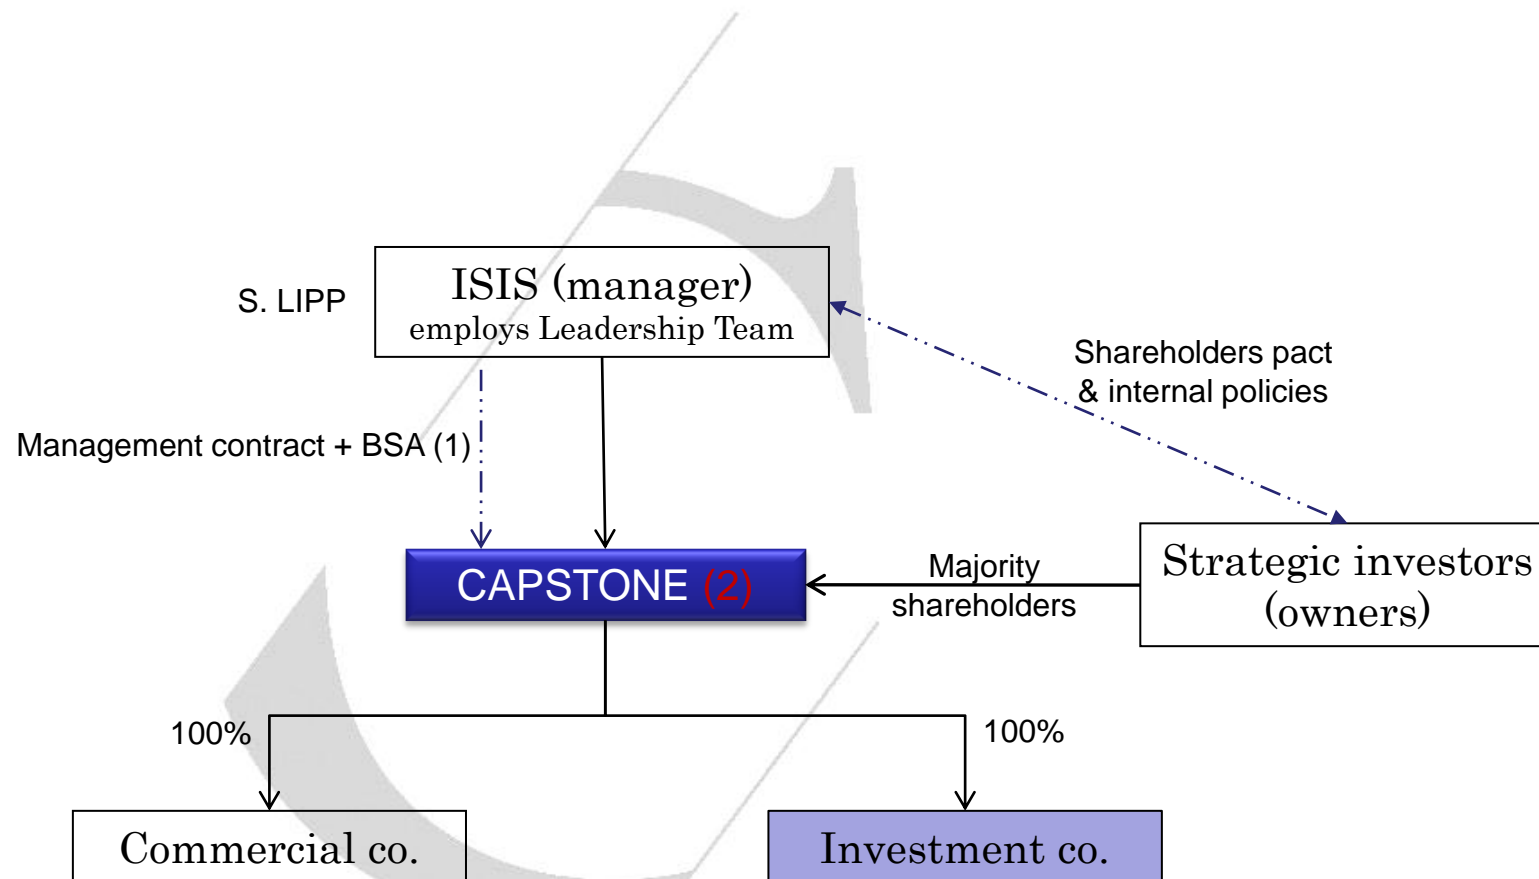 S. LIPP
ISIS (manager)
employs Leadership Team
Shareholders pact
& internal policies
Management contract + BSA (1)
CAPSTONE (2)
Majority
shareholders
Strategic investors
(owners)
100%
100%
Commercial co.
Investment co.